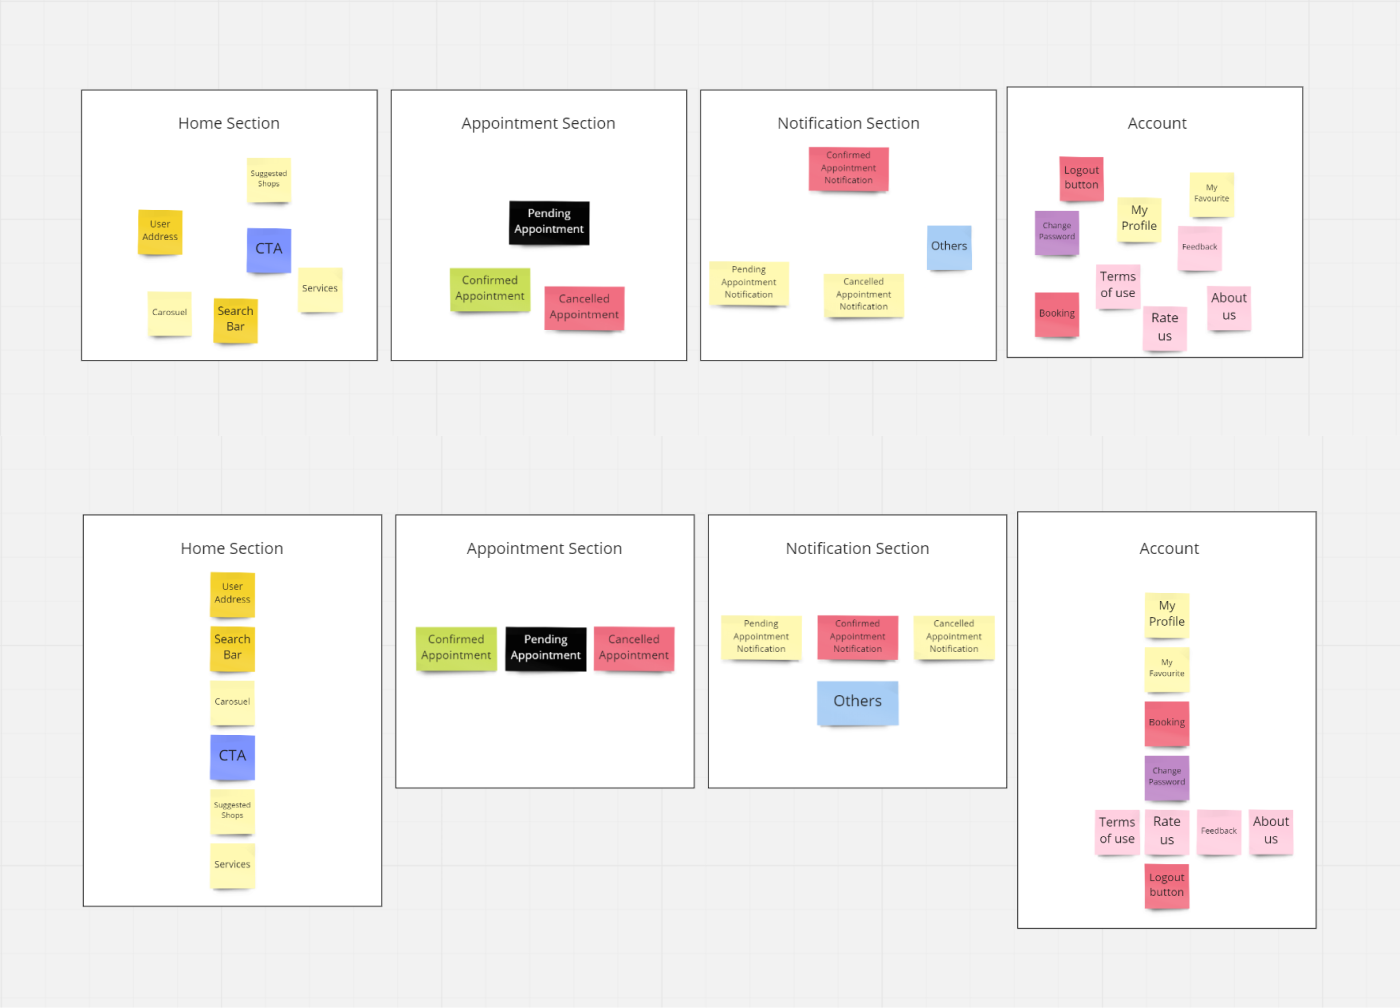 Home Section
Suggested
Shops
User
Address
CTA
Services
Carosuel
Search
Bar
Appointment Section
Pending
Appointment
Confirmed
Appointment
Cancelled
Appointment
Notification Section
Confirmed
Appointment
Notification
Others
Pending
Appointment
Notification
Cancelled
Appointment
Notification
Account
Logout
button
My
Favourite
My
Profile
Change
Password
Feedback
Terms
of use
Booking
Rate
us
About
us
Home Section
User
Address
Search
Bar
Carosuel
CTA
Suggested
Shops
Services
Appointment Section
Confirmed
Appointment
Pending
Appointment
Cancelled
Appointment
Notification Section
Pending
Appointment
Notification
Confirmed
Appointment
Notification
Cancelled
Appointment
Notification
Others
Account
My
Profile
My
Favourite
Booking
Change
Password
Terms
of use
Rate
us
Feedback
About
us
Logout
button